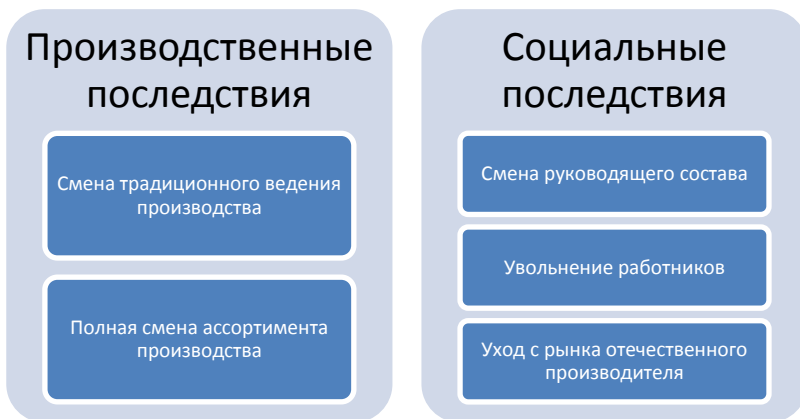 Производственные
последствия
Смена традиционного ведения
производства
Полная смена ассортимента
производства
Социальные
последствия
Смена руководящего состава
Увольнение работников
Уход с рынка отечественного
производителя